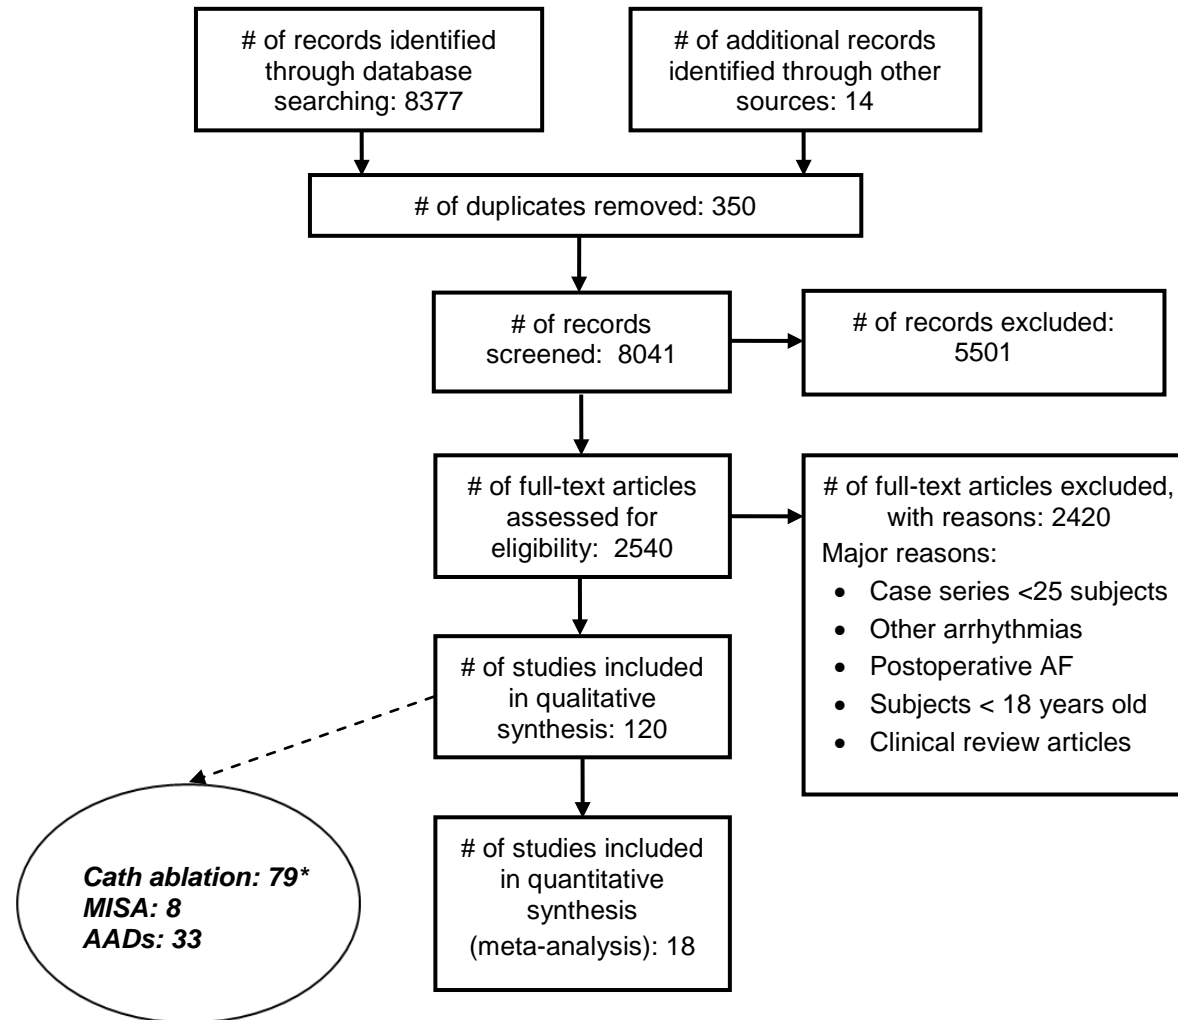 # of records identified
through database
searching: 8377
# of additional records
identified through other
sources: 14
# of duplicates removed: 350
# of records
screened:  8041
# of records excluded:
5501
# of full-text articles
assessed for
eligibility:  2540
# of full-text articles excluded,
with reasons: 2420
Major reasons:
• Case series <25 subjects
• Other arrhythmias
• Postoperative AF
• Subjects < 18 years old
• Clinical review articles
# of studies included
in qualitative
synthesis: 120
Cath ablation: 79*
MISA: 8
AADs: 33
# of studies included
in quantitative
synthesis
(meta-analysis): 18